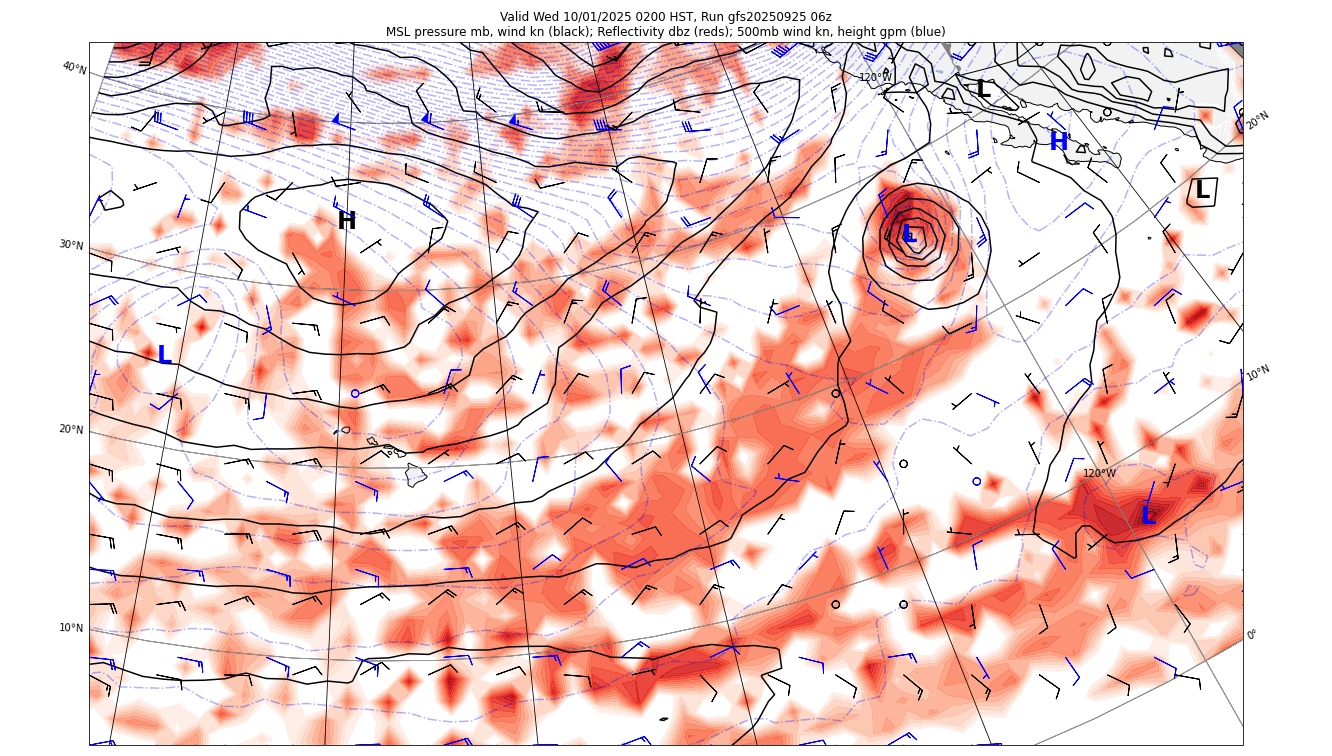 Valid Wed 10/01/2025 0200 HST, Run gfs20250925 06z
MSL pressure mb, wind kn (black); Reflectivity dbz (reds); 500mb wind kn, height gpm (blue)
40°N
120°W
L
20°N
H
L
H
L
30°N
L
10°N
20°N
120°W
L
10°N
0°